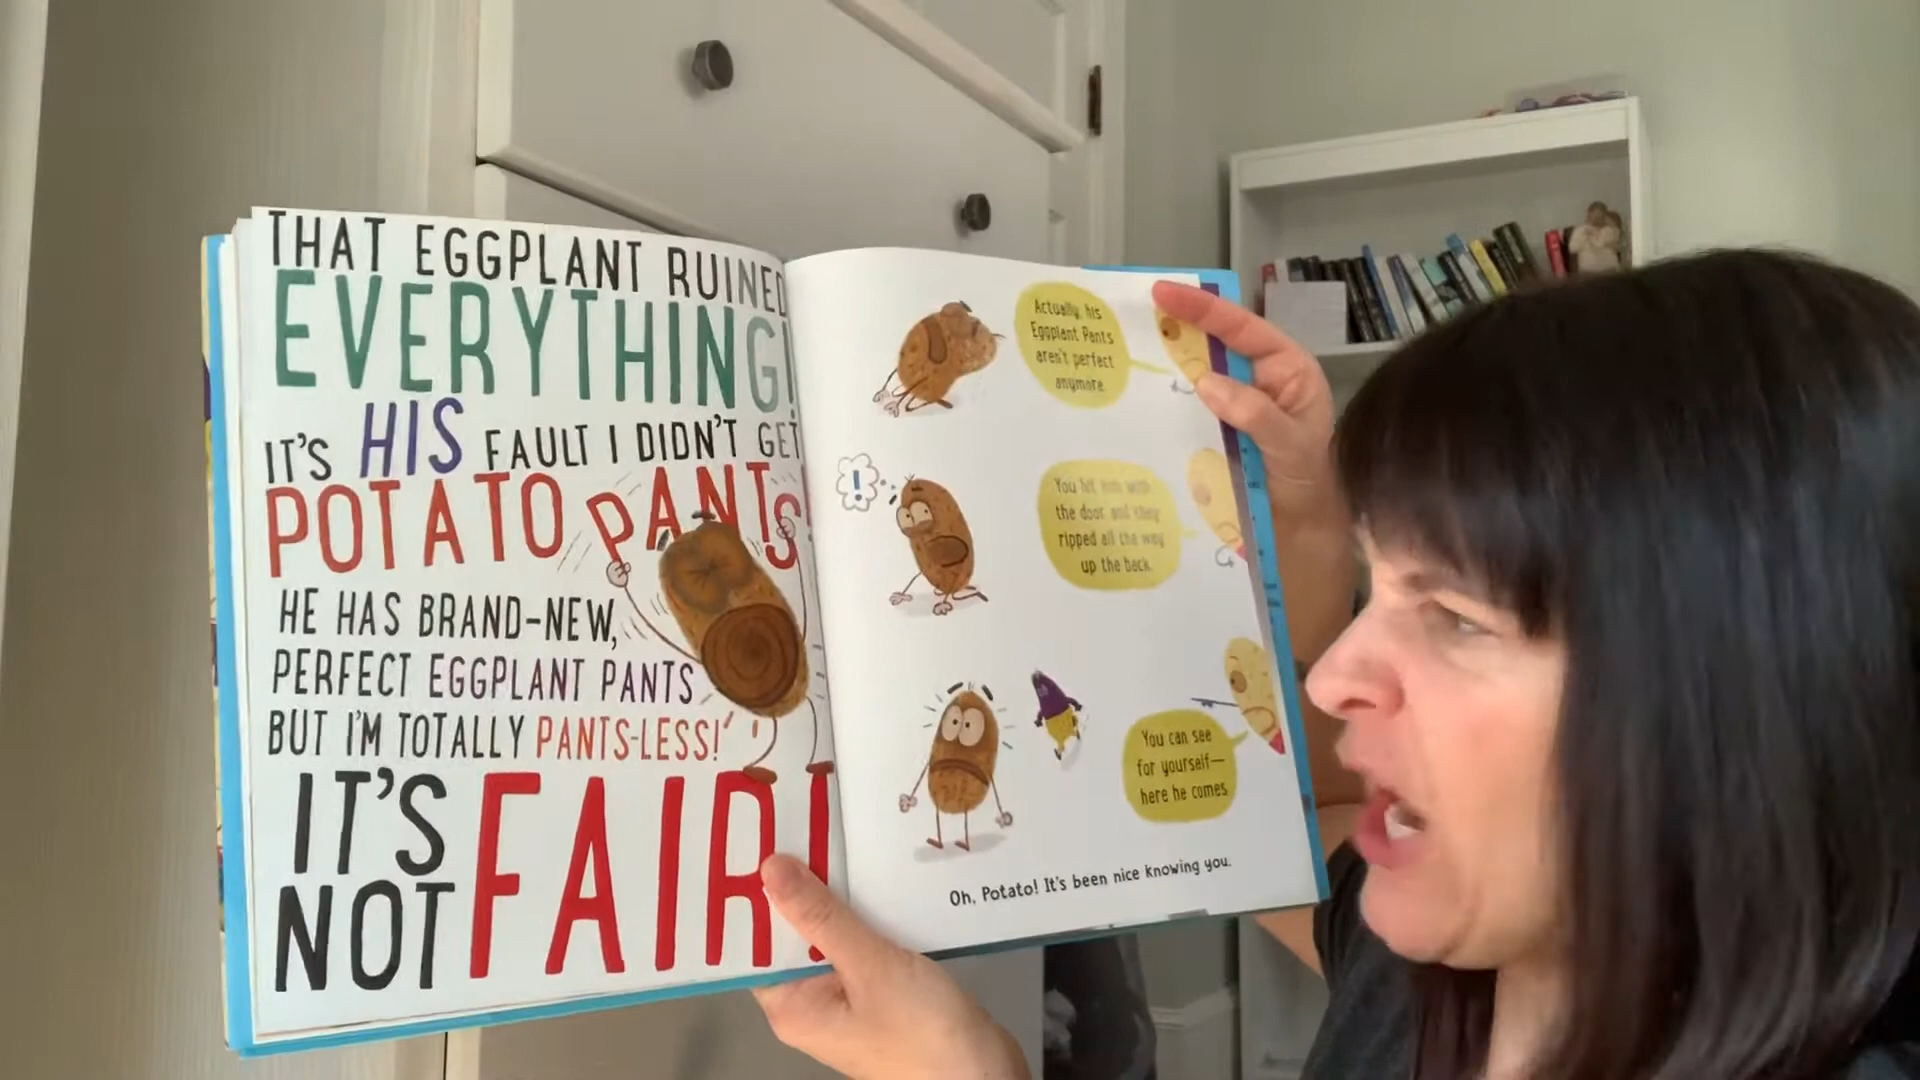 THAT EGGPLANT RUINED
EVERYTHING!
IT'S HIS FAULT I DIDN'T GET
POTATO PANTS!
HE HAS BRAND-NEW,
PERFECT EGGPLANT PANTS
BUT I'M TOTALLY PANTS-LESS!
IT'S
NOT FAIR!
Actually, his
Eggplant Pants
aren't perfect
anymore.
!
You hit him with
the door and they
ripped all the way
up the back.
You can see
for yourself—
here he comes.
Oh, Potato! It's been nice knowing you.